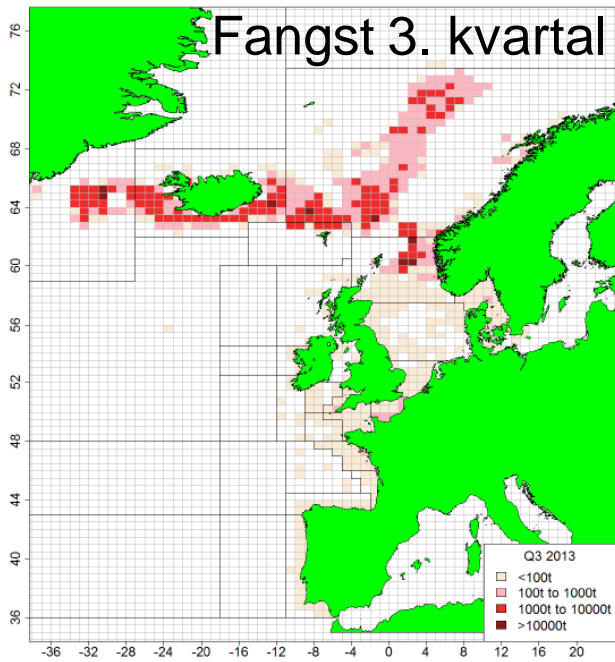 Fangst 3. kvartal
76
72
68
64
60
56
52
48
44
40
36
-36 -32 -28 -24 -20 -16 -12 -8 -4 0 4 8 12 16 20
Q3 2013
<100t
100t to 1000t
1000t to 10000t
>10000t